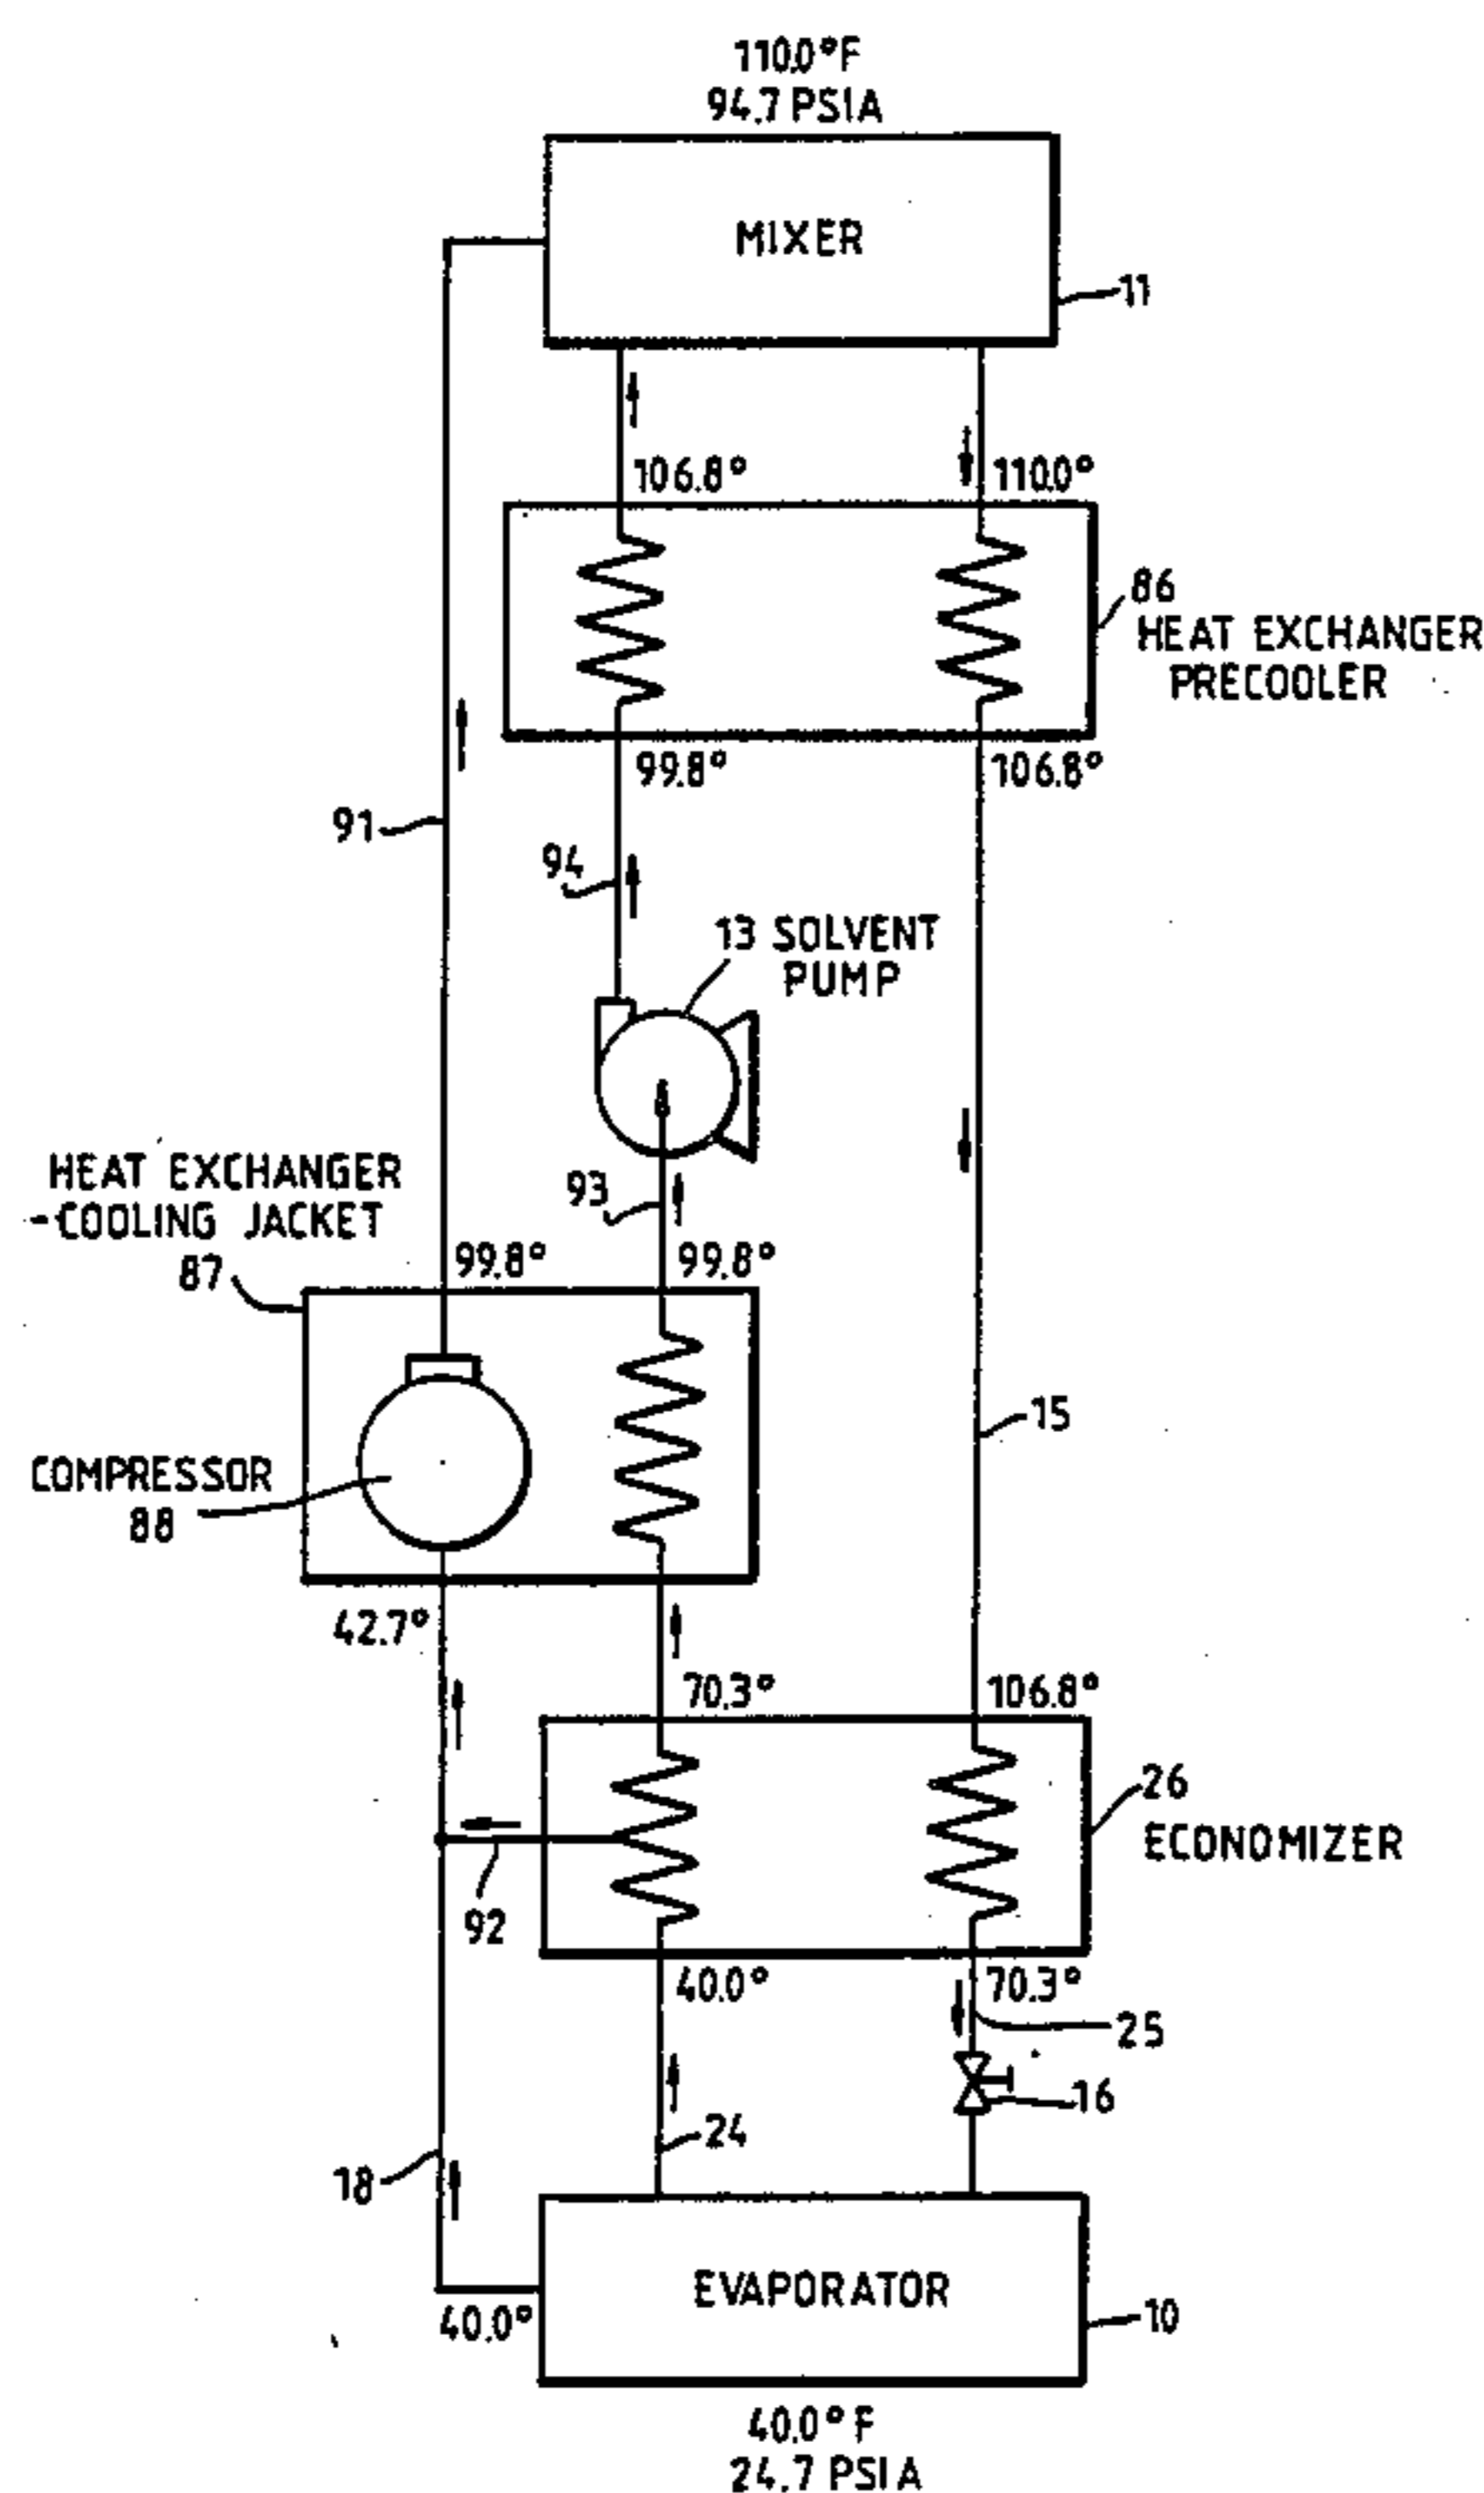 110.0°F
94.7 PSIA
MIXER
11
106.8°
110.0°
86
HEAT EXCHANGER
PRECOOLER
99.8°
106.8°
91
94
13 SOLVENT
PUMP
HEAT EXCHANGER
-COOLING JACKET
87
93
99.8°
99.8°
15
COMPRESSOR
88
42.7°
70.3°
106.8°
26
ECONOMIZER
92
40.0°
70.3°
25
16
24
18
EVAPORATOR
10
40.0°
40.0°F
24.7 PSIA